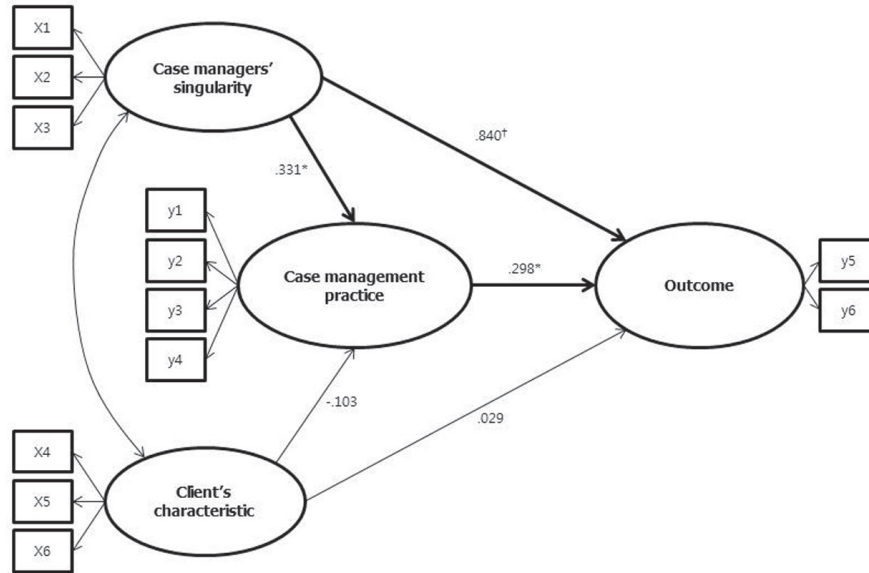 X1
X2
X3
Case managers'
singularity
.840†
.331*
y1
y2
y3
y4
Case management
practice
.298*
Outcome
y5
y6
-.103
.029
X4
X5
X6
Client's
characteristic